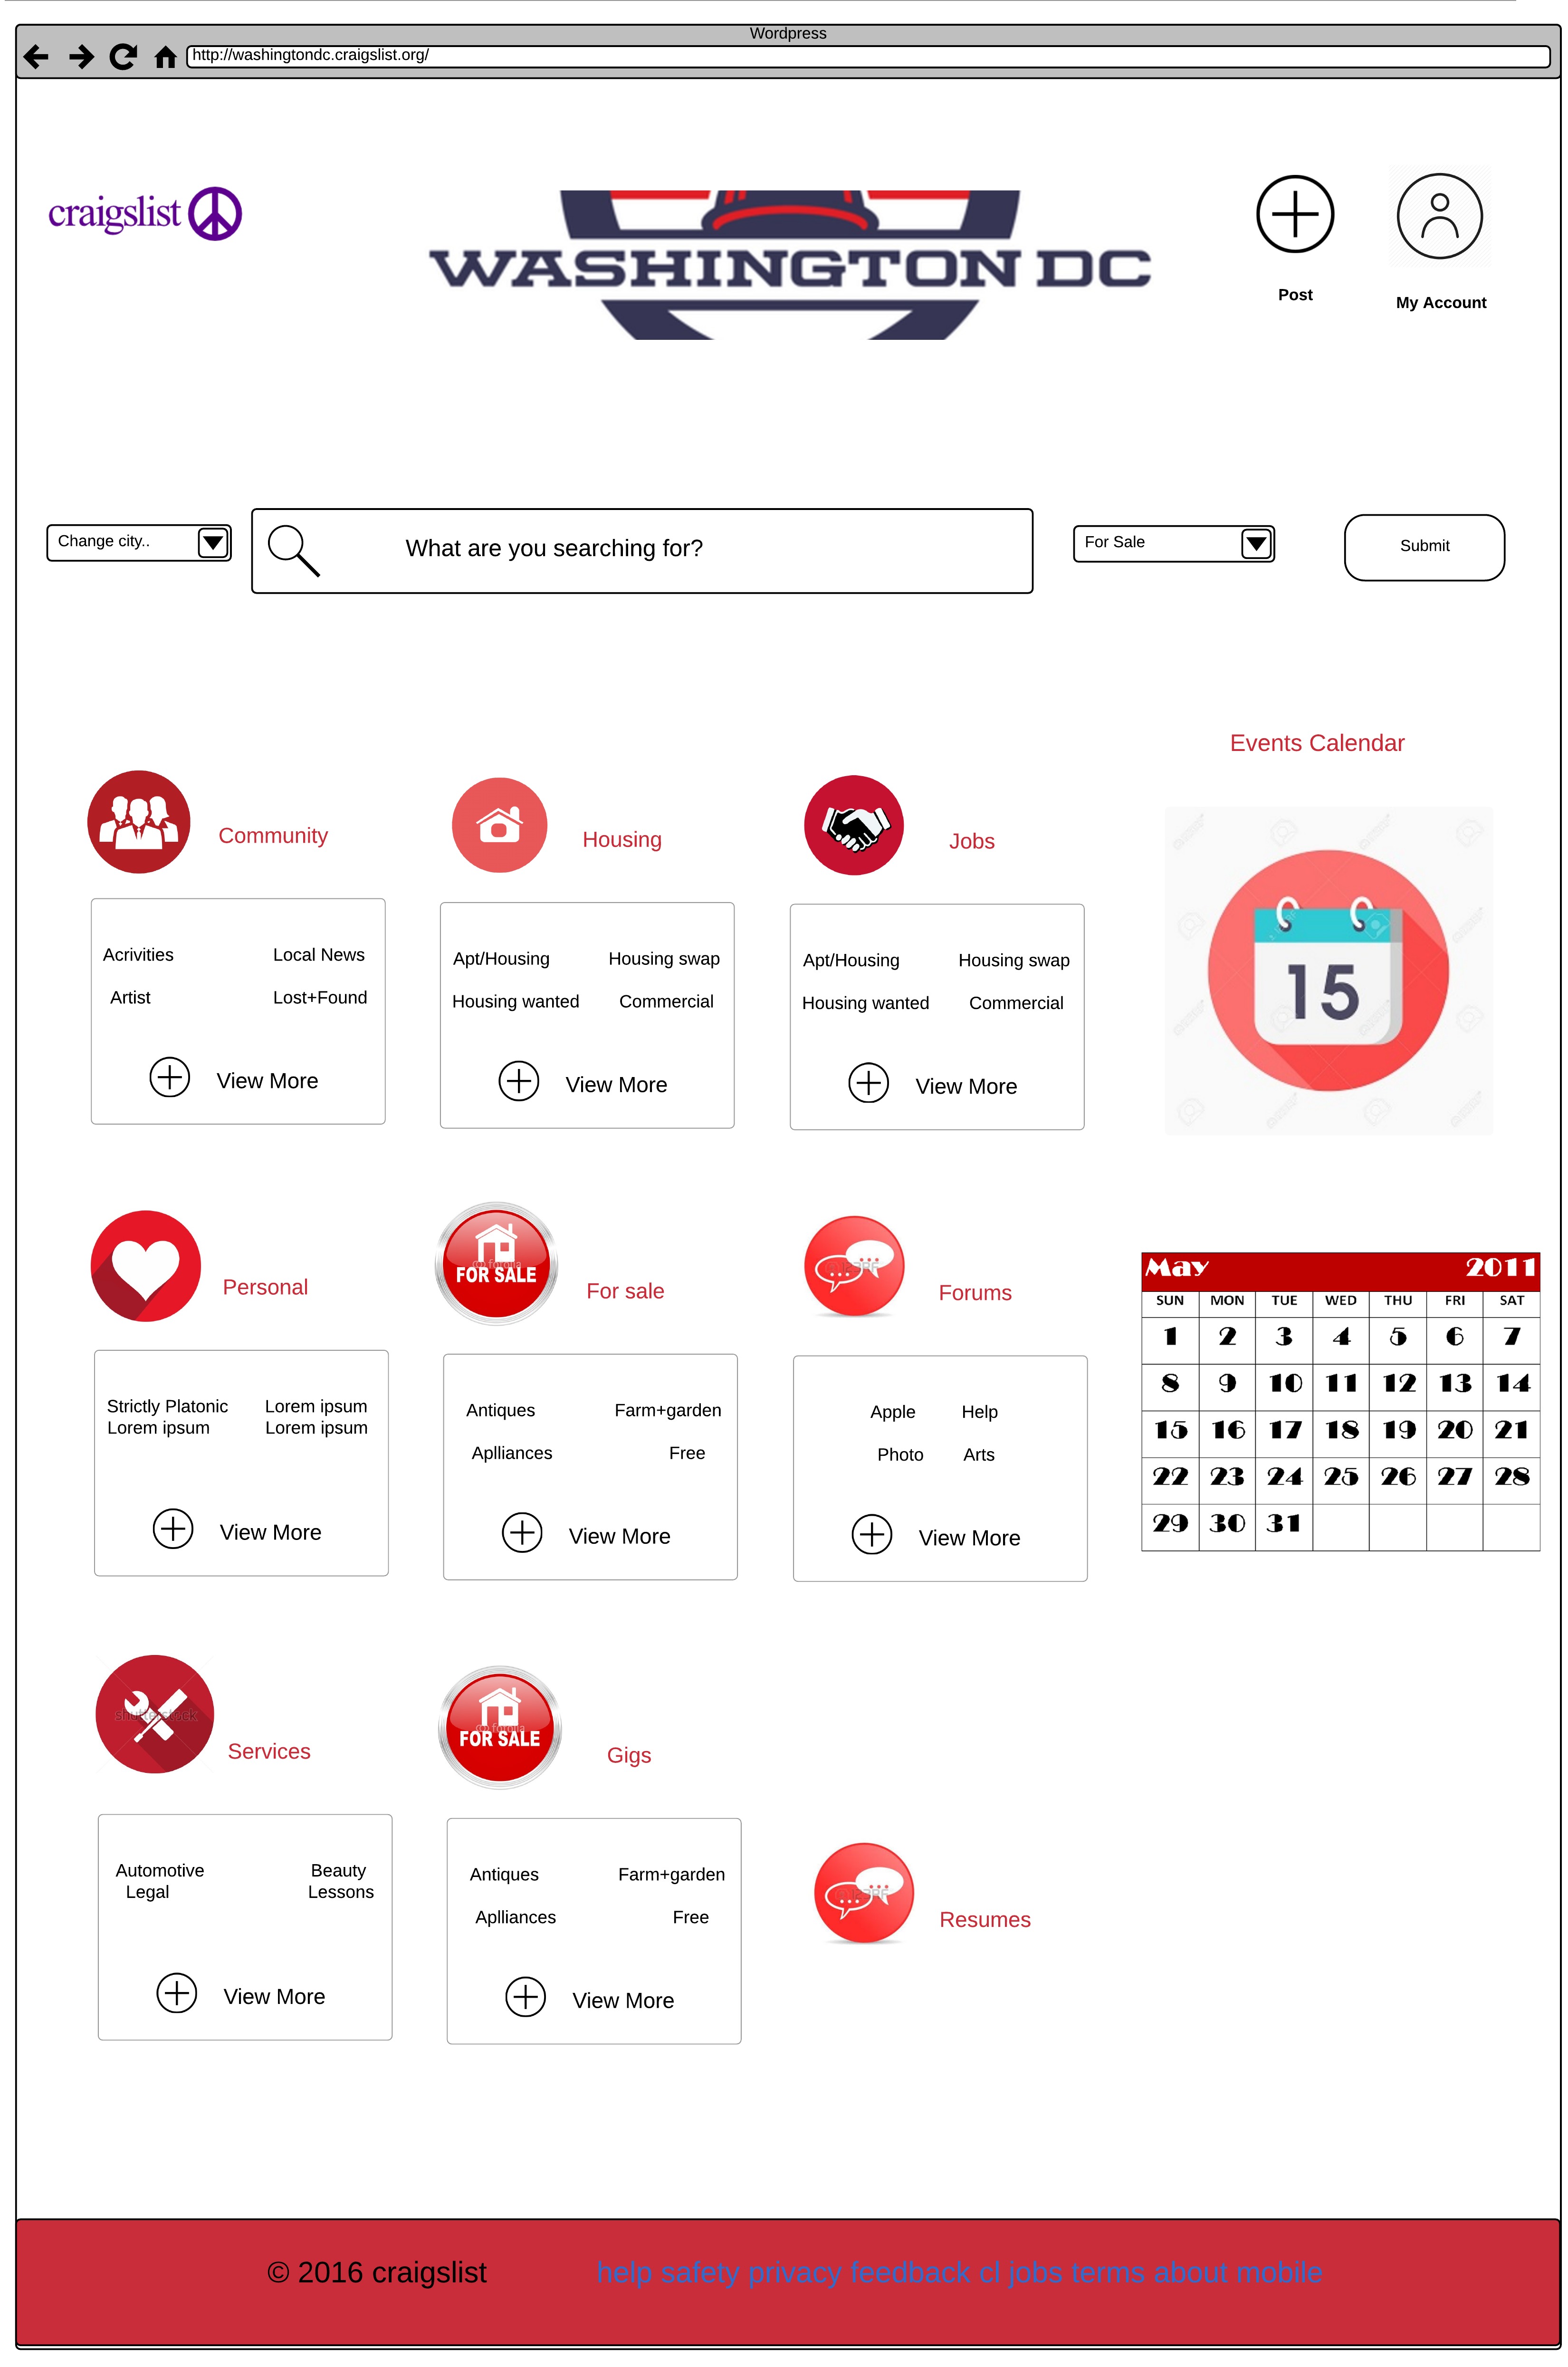 Wordpress
http://washingtondc.craigslist.org/
craigslist
WASHINGTON DC
Post
My Account
Change city..
What are you searching for?
For Sale
Submit
Events Calendar
Community
Housing
Jobs
Acrivities Local News
Artist Lost+Found
View More
Apt/Housing Housing swap
Housing wanted Commercial
View More
Apt/Housing Housing swap
Housing wanted Commercial
View More
15
Personal
FOR SALE
For sale
Forums
Strictly Platonic Lorem ipsum
Lorem ipsum Lorem ipsum
View More
Antiques Farm+garden
Aplliances Free
View More
Apple Help
Photo Arts
View More
May 2011
SUN MON TUE WED THU FRI SAT
1 2 3 4 5 6 7
8 9 10 11 12 13 14
15 16 17 18 19 20 21
22 23 24 25 26 27 28
29 30 31
shutterstock
Services
FOR SALE
Gigs
Automotive Beauty
Legal Lessons
View More
Antiques Farm+garden
Aplliances Free
View More
Resumes
© 2016 craigslist help safety privacy feedback cl jobs terms about mobile